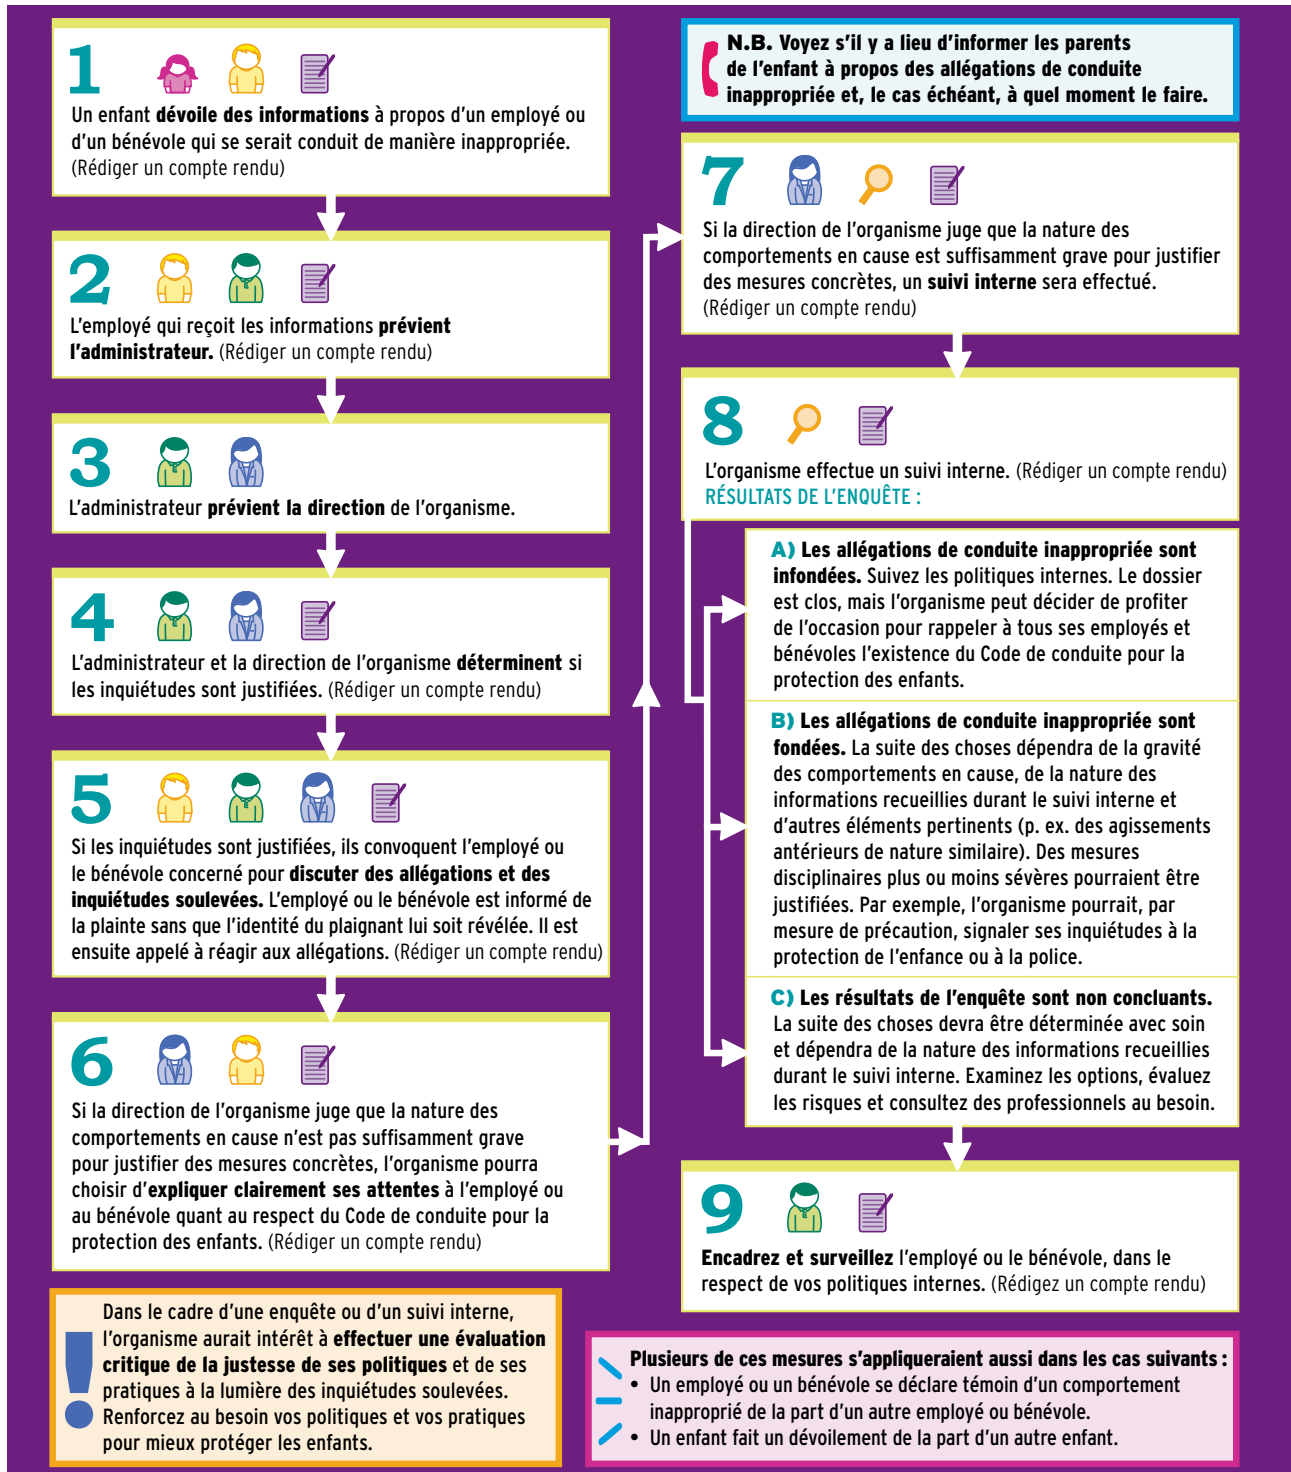 1
Un enfant dévoile des informations à propos d’un employé ou
d’un bénévole qui se serait conduit de manière inappropriée.
(Rédiger un compte rendu)
2
L’employé qui reçoit les informations prévient
l’administrateur. (Rédiger un compte rendu)
3
L’administrateur prévient la direction de l’organisme.
4
L’administrateur et la direction de l’organisme déterminent si
les inquiétudes sont justifiées. (Rédiger un compte rendu)
5
Si les inquiétudes sont justifiées, ils convoquent l’employé ou
le bénévole concerné pour discuter des allégations et des
inquiétudes soulevées. L’employé ou le bénévole est informé de
la plainte sans que l’identité du plaignant lui soit révélée. Il est
ensuite appelé à réagir aux allégations. (Rédiger un compte rendu)
6
Si la direction de l’organisme juge que la nature des
comportements en cause n’est pas suffisamment grave
pour justifier des mesures concrètes, l’organisme pourra
choisir d’expliquer clairement ses attentes à l’employé ou
au bénévole quant au respect du Code de conduite pour la
protection des enfants. (Rédiger un compte rendu)
Dans le cadre d’une enquête ou d’un suivi interne,
l’organisme aurait intérêt à effectuer une évaluation
critique de la justesse de ses politiques et de ses
pratiques à la lumière des inquiétudes soulevées.
Renforcez au besoin vos politiques et vos pratiques
pour mieux protéger les enfants.
N.B. Voyez s’il y a lieu d’informer les parents
de l’enfant à propos des allégations de conduite
inappropriée et, le cas échéant, à quel moment le faire.
7
Si la direction de l’organisme juge que la nature des
comportements en cause est suffisamment grave pour justifier
des mesures concrètes, un suivi interne sera effectué.
(Rédiger un compte rendu)
8
L’organisme effectue un suivi interne. (Rédiger un compte rendu)
RÉSULTATS DE L’ENQUÊTE :
A) Les allégations de conduite inappropriée sont
infondées. Suivez les politiques internes. Le dossier
est clos, mais l’organisme peut décider de profiter
de l’occasion pour rappeler à tous ses employés et
bénévoles l’existence du Code de conduite pour la
protection des enfants.
B) Les allégations de conduite inappropriée sont
fondées. La suite des choses dépendra de la gravité
des comportements en cause, de la nature des
informations recueillies durant le suivi interne et
d’autres éléments pertinents (p. ex. des agissements
antérieurs de nature similaire). Des mesures
disciplinaires plus ou moins sévères pourraient être
justifiées. Par exemple, l’organisme pourrait, par
mesure de précaution, signaler ses inquiétudes à la
protection de l’enfance ou à la police.
C) Les résultats de l’enquête sont non concluants.
La suite des choses devra être déterminée avec soin
et dépendra de la nature des informations recueillies
durant le suivi interne. Examinez les options, évaluez
les risques et consultez des professionnels au besoin.
9
Encadrez et surveillez l’employé ou le bénévole, dans le
respect de vos politiques internes. (Rédigez un compte rendu)
Plusieurs de ces mesures s’appliqueraient aussi dans les cas suivants :
• Un employé ou un bénévole se déclare témoin d’un comportement
inapproprié de la part d’un autre employé ou bénévole.
• Un enfant fait un dévoilement de la part d’un autre enfant.